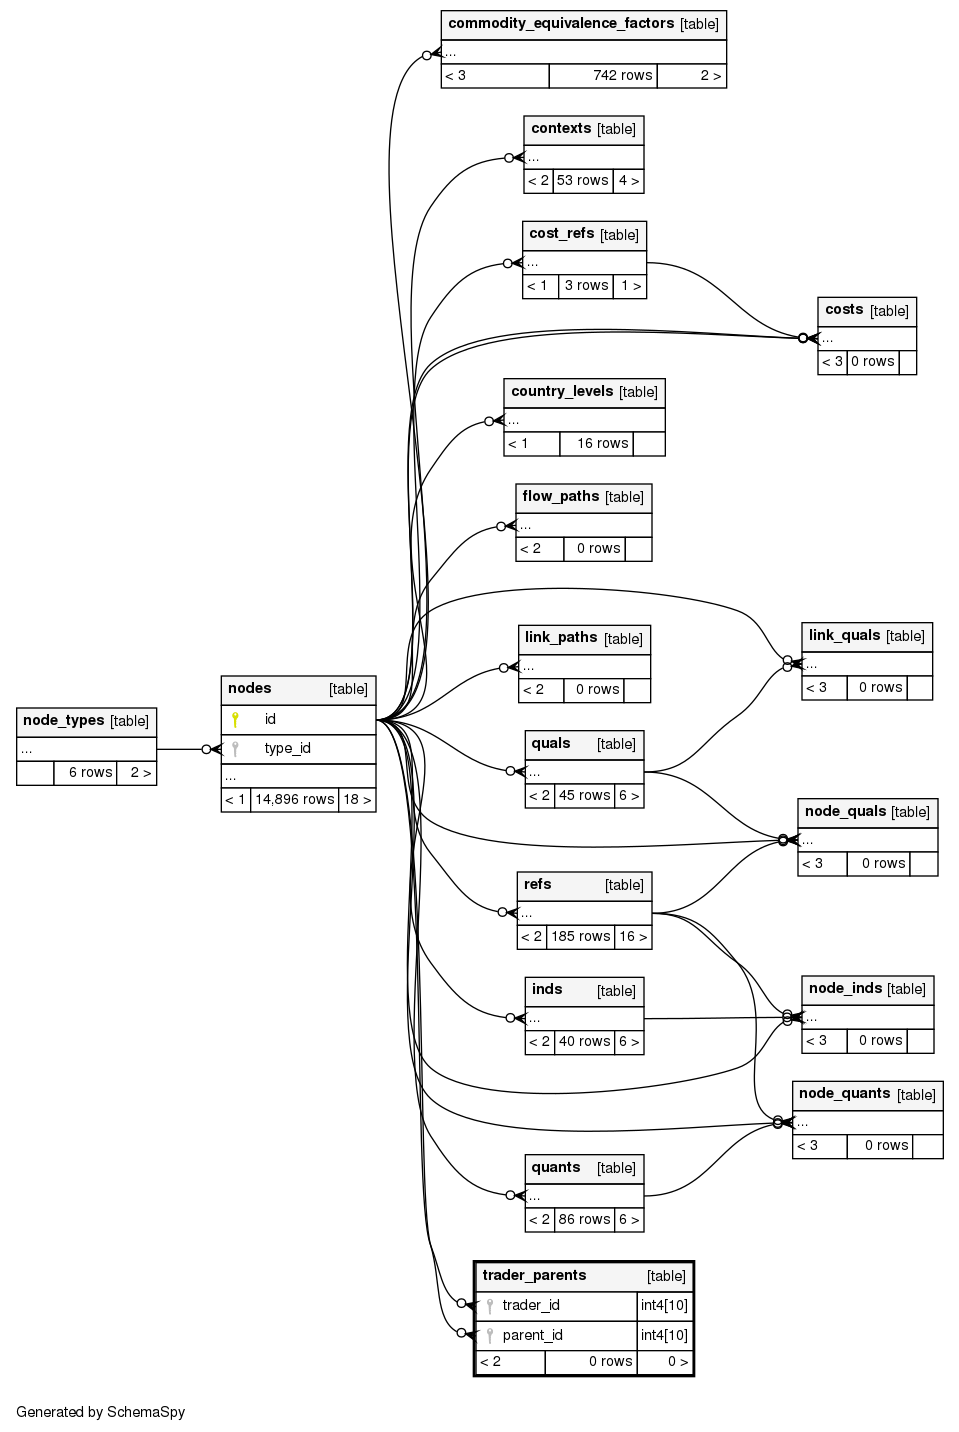 commodity_equivalence_factors [table]
...
< 3 742 rows 2 >
contexts [table]
...
< 2 53 rows 4 >
cost_refs [table]
...
< 1 3 rows 1 >
costs [table]
...
< 3 0 rows
country_levels [table]
...
< 1 16 rows
flow_paths [table]
...
< 2 0 rows
link_paths [table]
...
< 2 0 rows
link_quals [table]
...
< 3 0 rows
nodes [table]
id
type_id
...
< 1 14,896 rows 18 >
node_types [table]
...
6 rows 2 >
quals [table]
...
< 2 45 rows 6 >
node_quals [table]
...
< 3 0 rows
refs [table]
...
< 2 185 rows 16 >
inds [table]
...
< 2 40 rows 6 >
node_inds [table]
...
< 3 0 rows
node_quants [table]
...
< 3 0 rows
quants [table]
...
< 2 86 rows 6 >
trader_parents [table]
trader_id int4[10]
parent_id int4[10]
< 2 0 rows 0 >
Generated by SchemaSpy